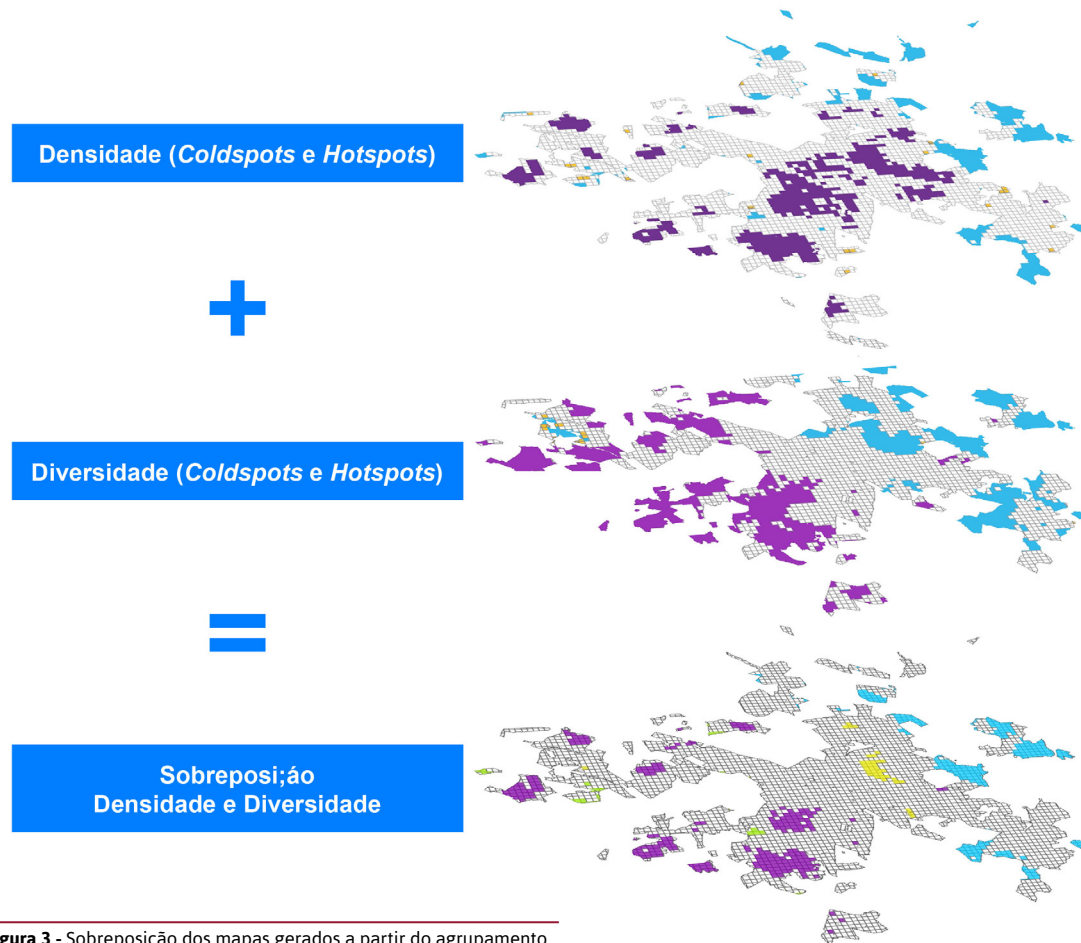 Densidade (Coldspots e Hotspots)
+
Diversidade (Coldspots e Hotspots)
=
Sobreposi;áo
Densidade e Diversidade
gura 3 - Sobreposição dos mapas gerados a partir do agrupamento